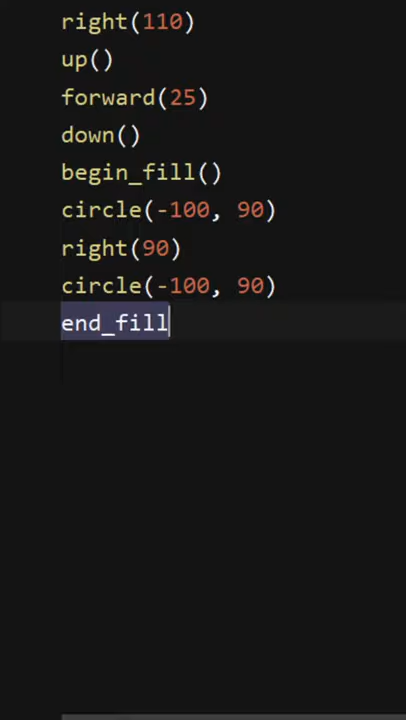 right(110)
up()
forward(25)
down()
begin_fill()
circle(-100, 90)
right(90)
circle(-100, 90)
end_fill